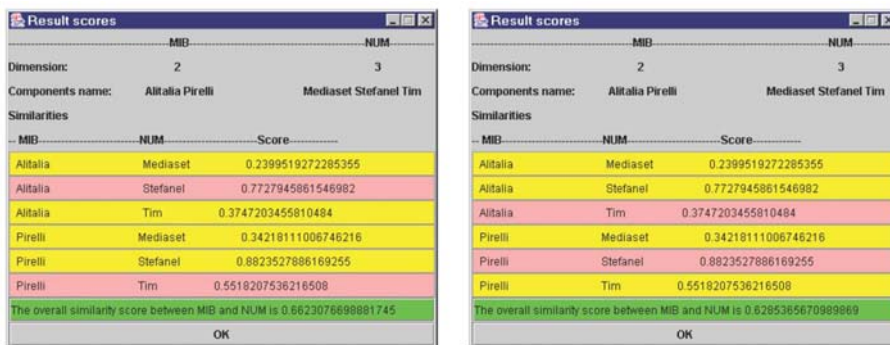 Result scores
MIB NUM
Dimension: 2 3
Components name: Alitalia Pirelli Mediaset Stefanel Tim
Similarities
-- MIB NUM Score
Alitalia Mediaset 0.2399519272285355
Alitalia Stefanel 0.7727945861546982
Alitalia Tim 0.3747203455810484
Pirelli Mediaset 0.34218111006746216
Pirelli Stefanel 0.8823527886169255
Pirelli Tim 0.5518207536216508
The overall similarity score between MIB and NUM is 0.6623076698881745
OK
Result scores
MIB NUM
Dimension: 2 3
Components name: Alitalia Pirelli Mediaset Stefanel Tim
Similarities
-- MIB NUM Score
Alitalia Mediaset 0.2399519272285355
Alitalia Stefanel 0.7727945861546982
Alitalia Tim 0.3747203455810484
Pirelli Mediaset 0.34218111006746216
Pirelli Stefanel 0.8823527886169255
Pirelli Tim 0.5518207536216508
The overall similarity score between MIB and NUM is 0.6285365670989869
OK